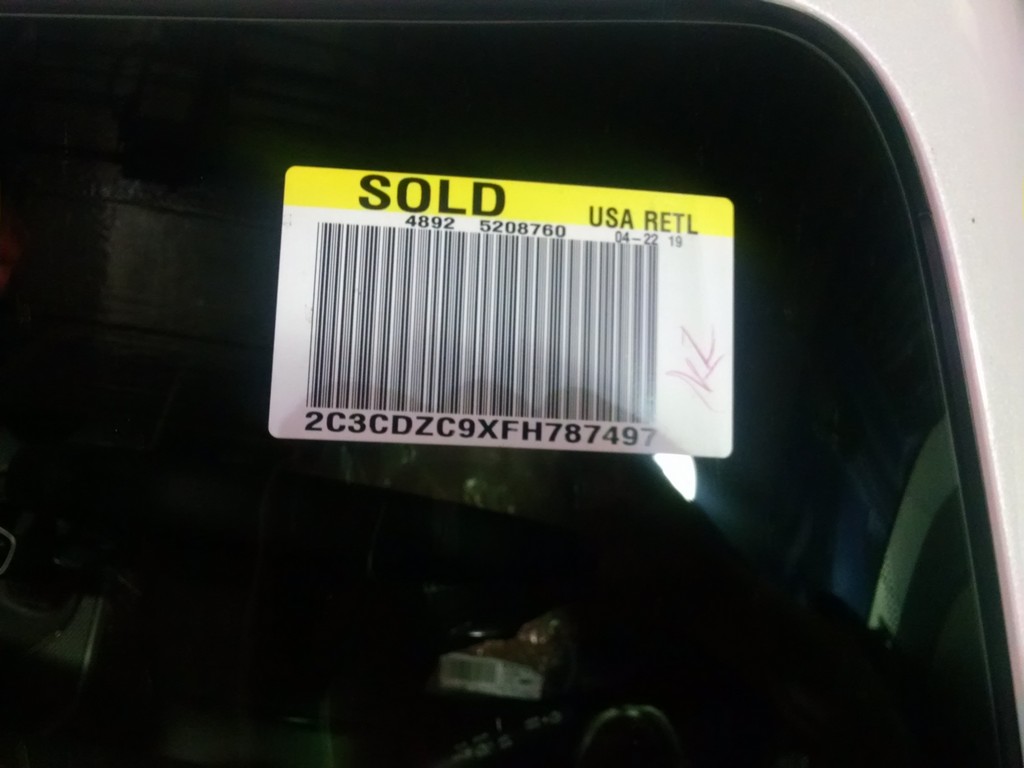 SOLD USA RETL
4892 5208760 04-22 19
2C3CDZC9XFH787497